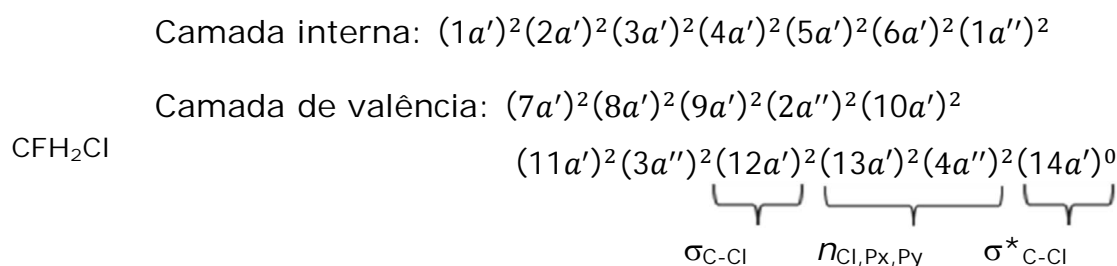 Camada interna: (1a′)²(2a′)²(3a′)²(4a′)²(5a′)²(6a′)²(1a′′)²
Camada de valência: (7a′)²(8a′)²(9a′)²(2a′′)²(10a′)²
CFH₂Cl
(11a′)²(3a′′)²(12a′)²(13a′)²(4a′′)²(14a′)⁰
σC-Cl nCl,Px,Py σ*C-Cl